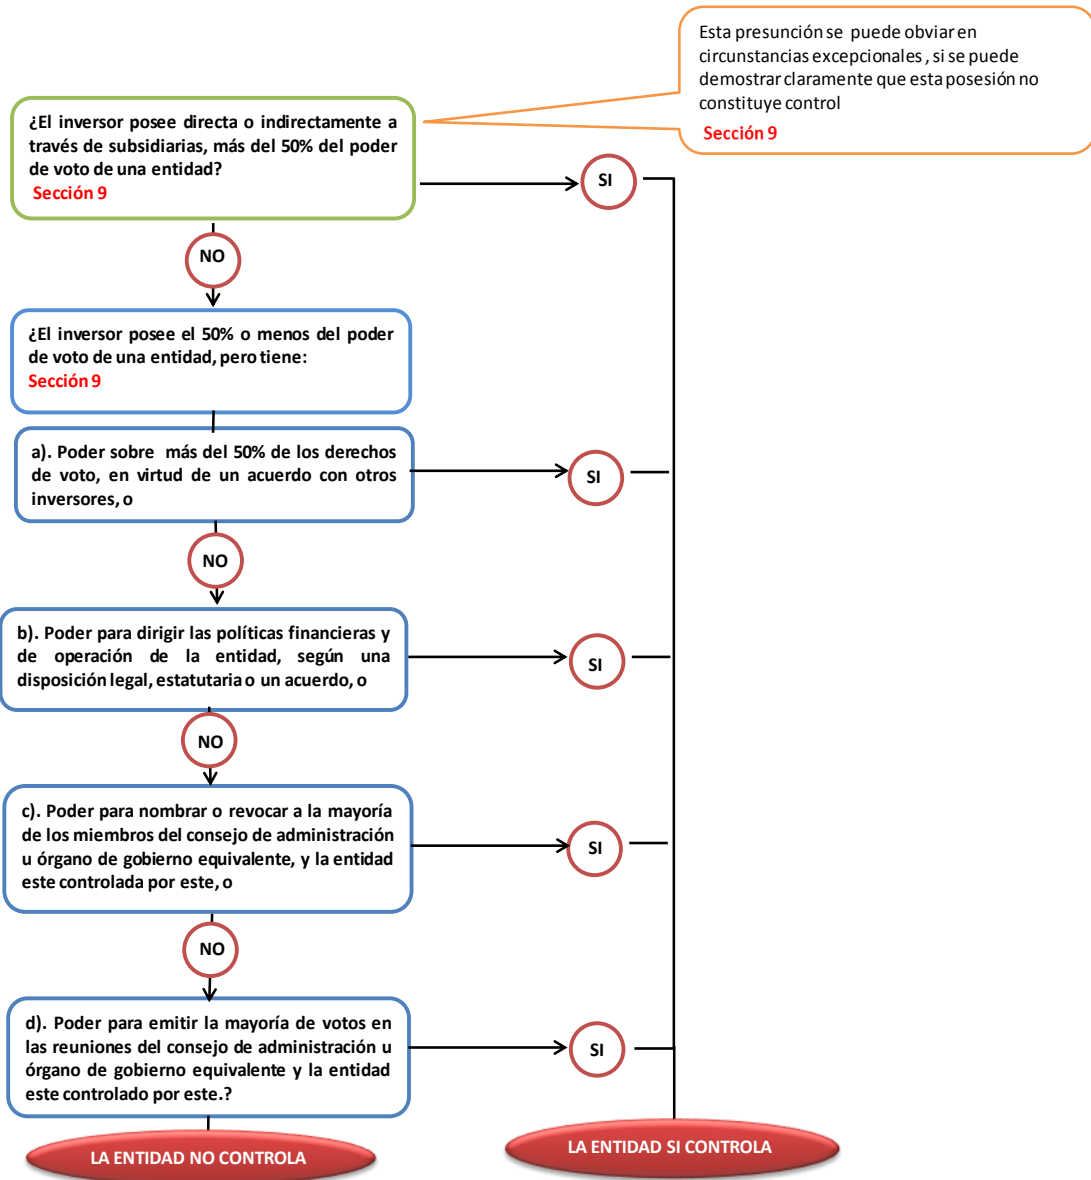 Esta presunción se puede obviar en
circunstancias excepcionales , si se puede
demostrar claramente que esta posesión no
constituye control
Sección 9
¿El inversor posee directa o indirectamente a
través de subsidiarias, más del 50% del poder
de voto de una entidad?
Sección 9
SI
NO
¿El inversor posee el 50% o menos del poder
de voto de una entidad, pero tiene:
Sección 9
a). Poder sobre más del 50% de los derechos
de voto, en virtud de un acuerdo con otros
inversores, o
SI
NO
b). Poder para dirigir las políticas financieras y
de operación de la entidad, según una
disposición legal, estatutaria o un acuerdo, o
SI
NO
c). Poder para nombrar o revocar a la mayoría
de los miembros del consejo de administración
u órgano de gobierno equivalente, y la entidad
este controlada por este, o
SI
NO
d). Poder para emitir la mayoría de votos en
las reuniones del consejo de administración u
órgano de gobierno equivalente y la entidad
este controlado por este.?
SI
LA ENTIDAD NO CONTROLA
LA ENTIDAD SI CONTROLA